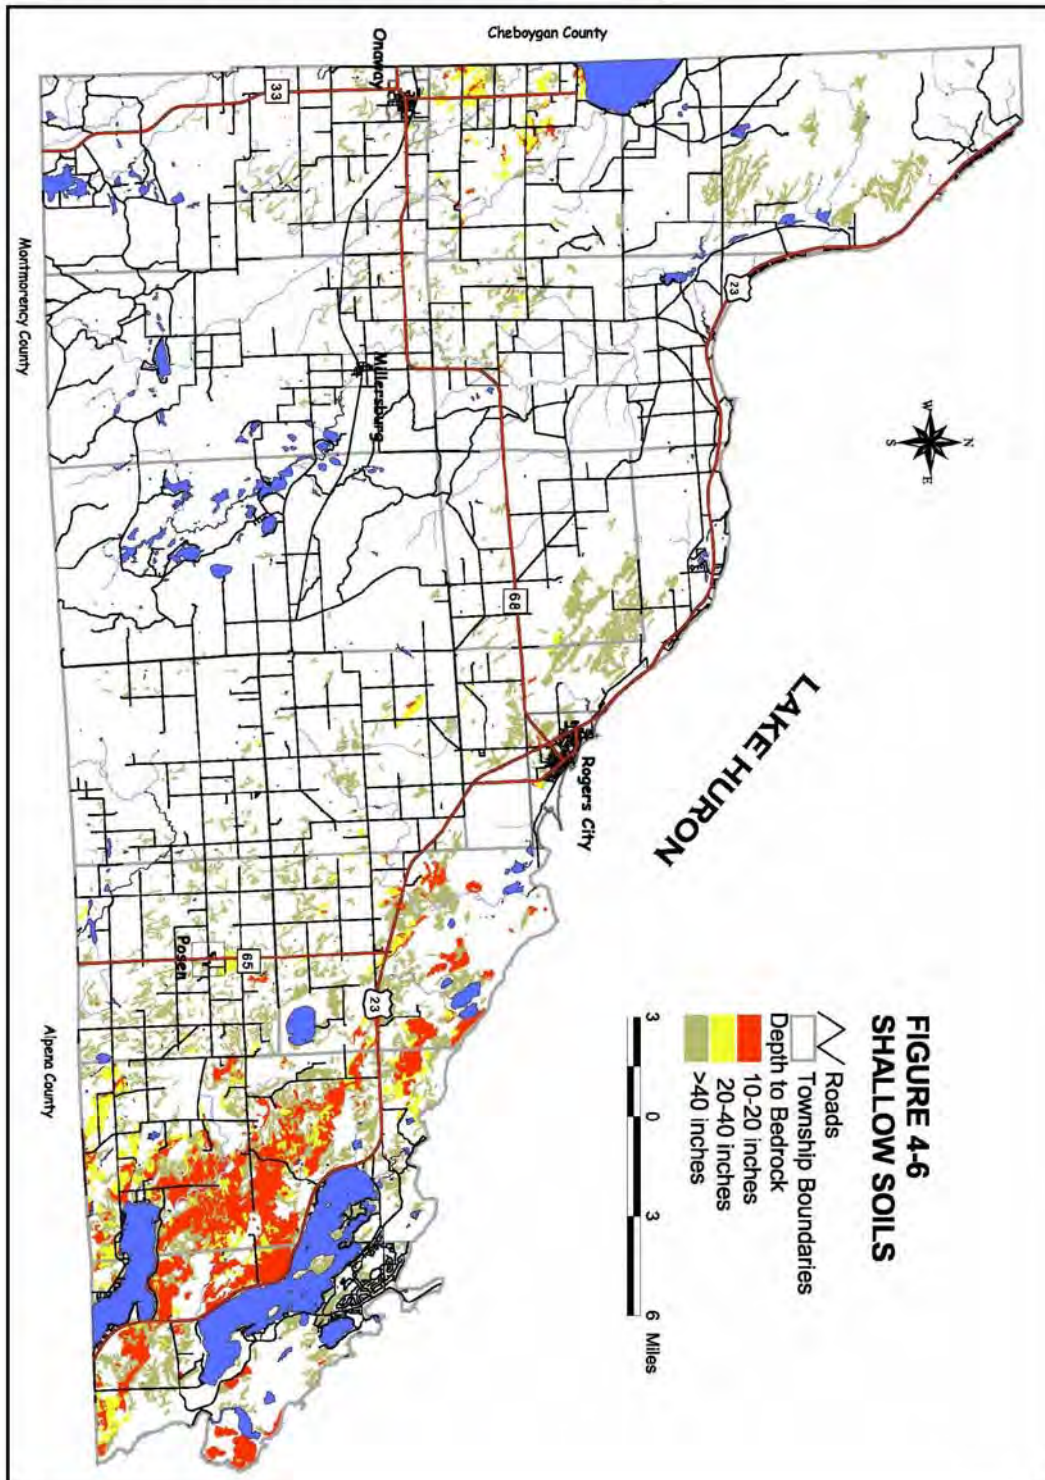 FIGURE 4-6
SHALLOW SOILS
Roads
Township Boundaries
Depth to Bedrock
10-20 inches
20-40 inches
>40 inches
3
0
3
6
Miles
LAKE HURON
N
W
E
S
Cheboygan County
Montmorency County
Alpena County
Onaway
Millersburg
Rogers City
Posen
33
68
23
65
23